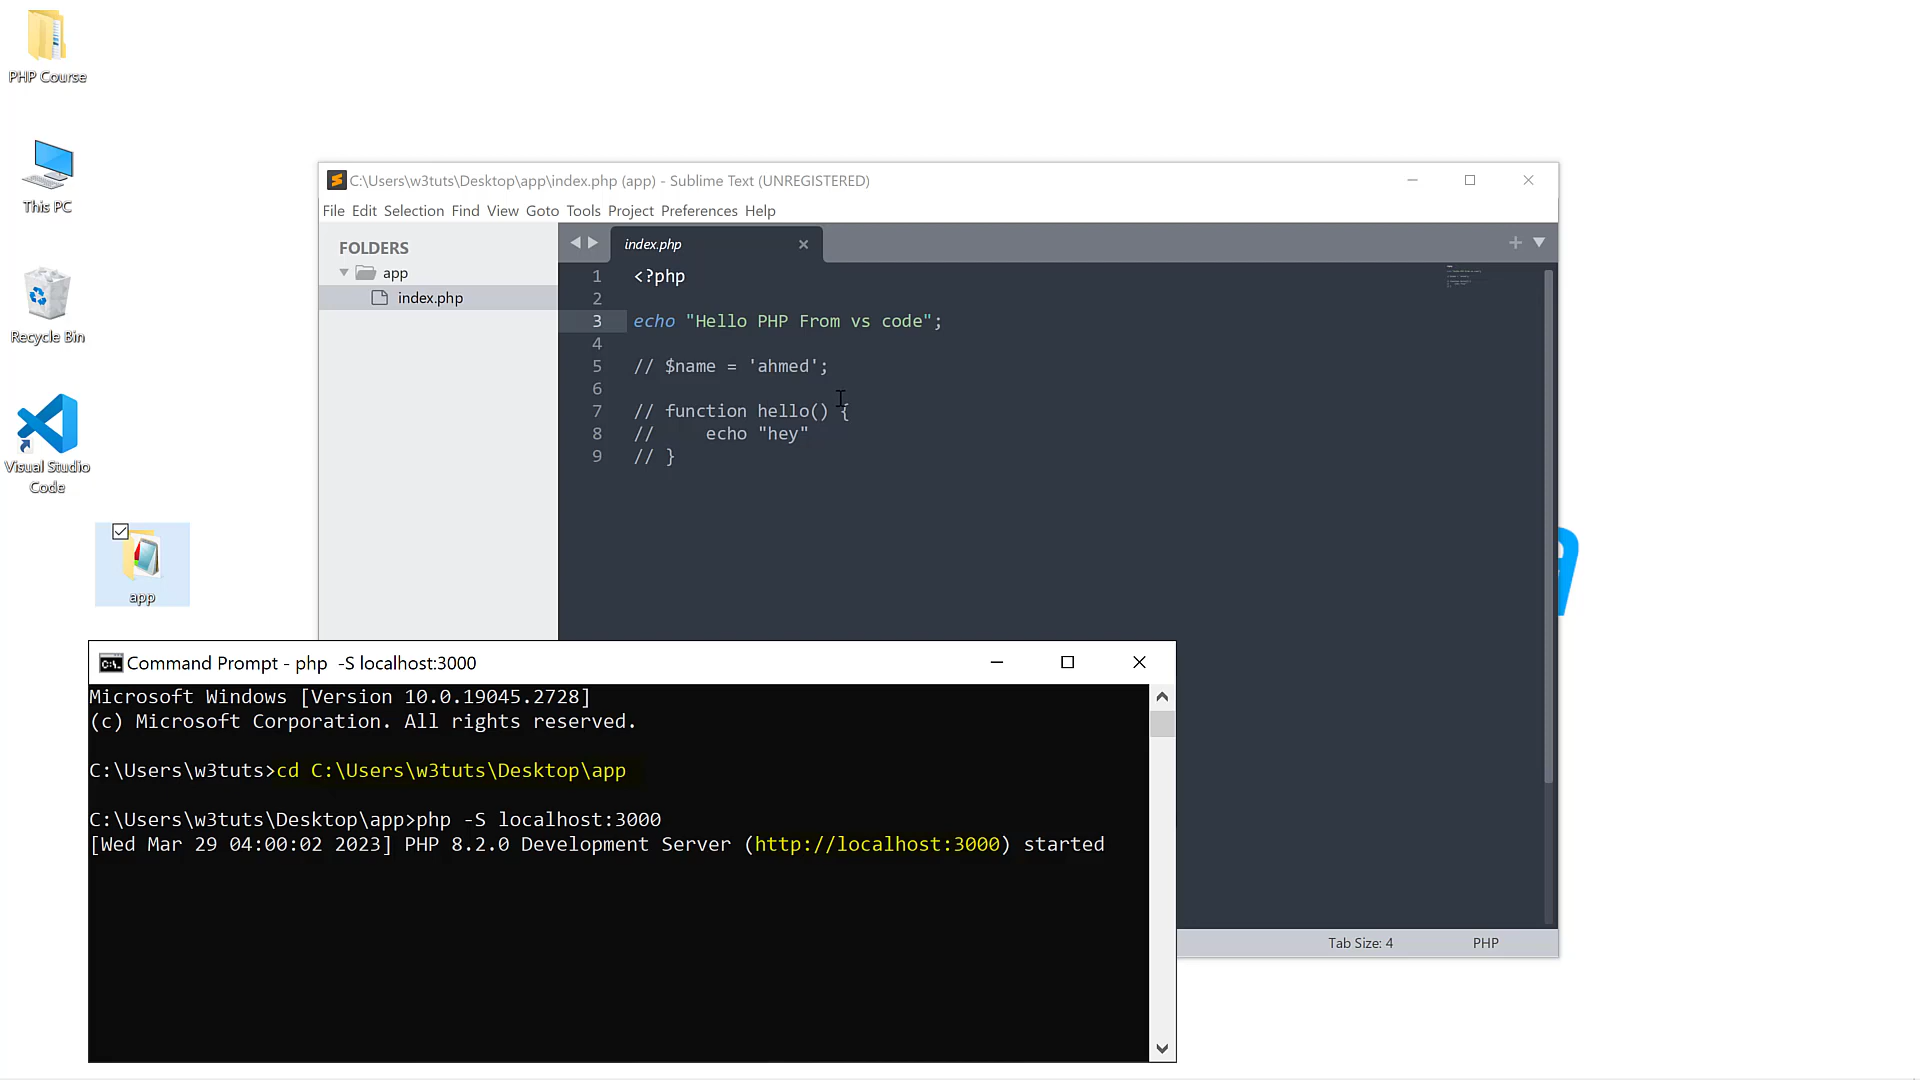 PHP Course
This PC
Recycle Bin
Visual Studio
Code
app
C:\Users\w3tuts\Desktop\app\index.php (app) - Sublime Text (UNREGISTERED)
File Edit Selection Find View Goto Tools Project Preferences Help
FOLDERS
app
index.php
index.php
1 <?php
2
3 echo "Hello PHP From vs code";
4
5 // $name = 'ahmed';
6
7 // function hello() {
8 //     echo "hey"
9 // }
Tab Size: 4 PHP
Command Prompt - php  -S localhost:3000
Microsoft Windows [Version 10.0.19045.2728]
(c) Microsoft Corporation. All rights reserved.
C:\Users\w3tuts>cd C:\Users\w3tuts\Desktop\app
C:\Users\w3tuts\Desktop\app>php -S localhost:3000
[Wed Mar 29 04:00:02 2023] PHP 8.2.0 Development Server (http://localhost:3000) started